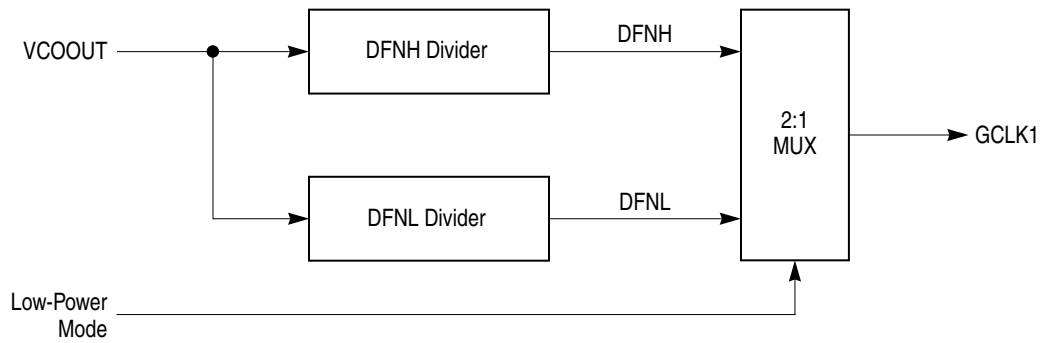 VCOOUT
DFNH Divider
DFNH
2:1
MUX
GCLK1
DFNL Divider
DFNL
Low-Power
Mode